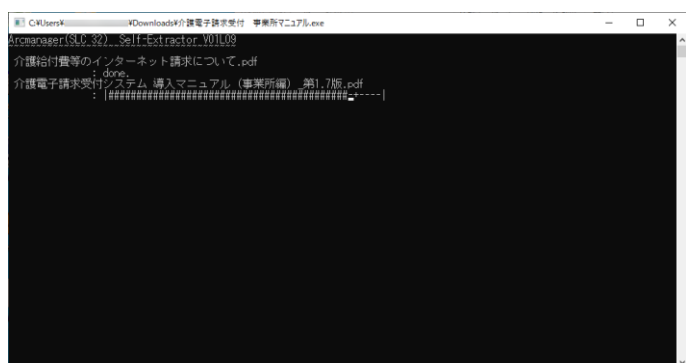 C:¥Users¥ ¥Downloads¥介護電子請求受付 事業所マニュアル.exe
Arcmanager(SLC 32) Self-Extractor V01L09
介護給付費等のインターネット請求について.pdf
: done.
介護電子請求受付システム 導入マニュアル（事業所編）_第1.7版.pdf
: |###########################################_+----|